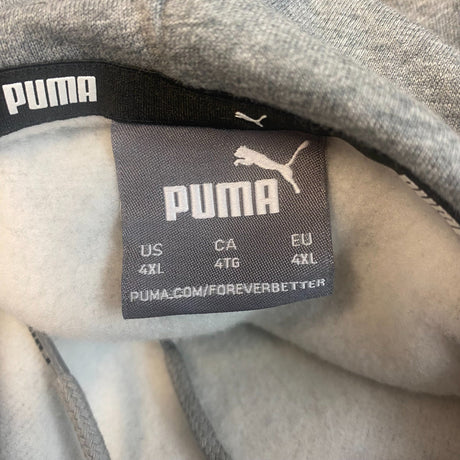 PUMA
PUMA
US CA EU
4XL 4TG 4XL
PUMA.COM/FOREVERBETTER